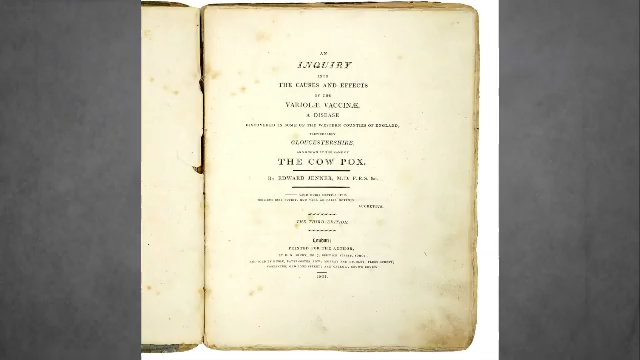 AN
INQUIRY
INTO
THE CAUSES AND EFFECTS
OF THE
VARIOLÆ VACCINÆ,
A DISEASE
DISCOVERED IN SOME OF THE WESTERN COUNTIES OF ENGLAND,
PARTICULARLY
GLOUCESTERSHIRE,
AND KNOWN BY THE NAME OF
THE COW POX.
By EDWARD JENNER, M.D. F.R.S. &c.
LUCRETIUS.
THE THIRD EDITION.
London:
PRINTED FOR THE AUTHOR,
1801.